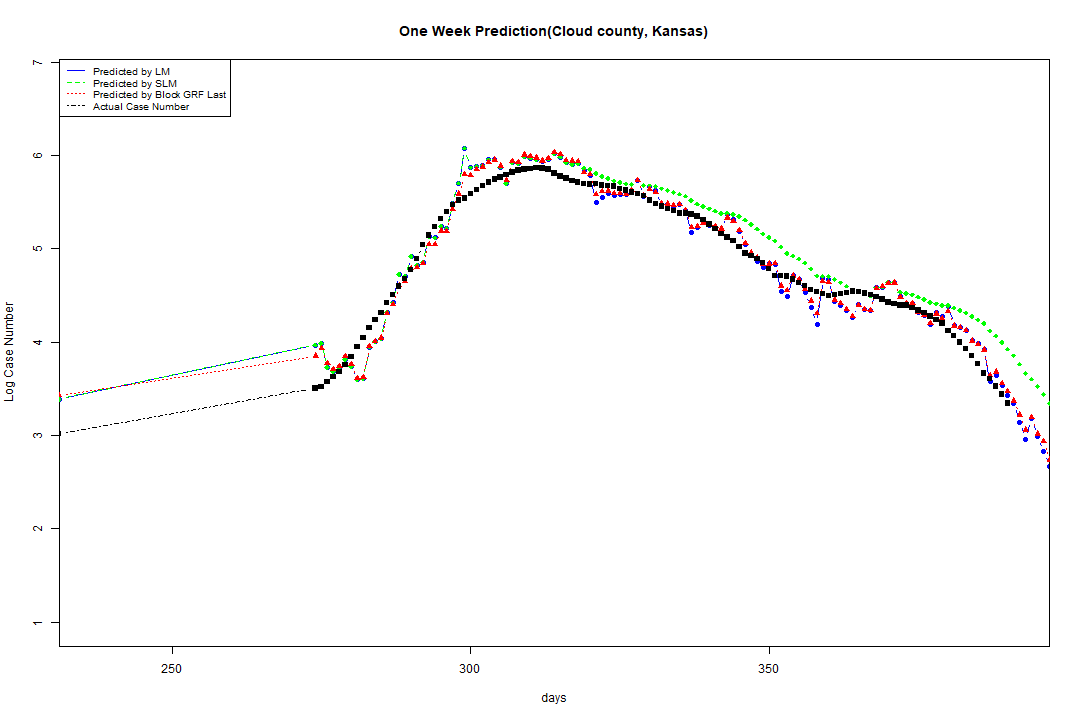 One Week Prediction(Cloud county, Kansas)
Predicted by LM
Predicted by SLM
Predicted by Block GRF Last
Actual Case Number
7
6
5
4
3
2
1
Log Case Number
250
300
350
days